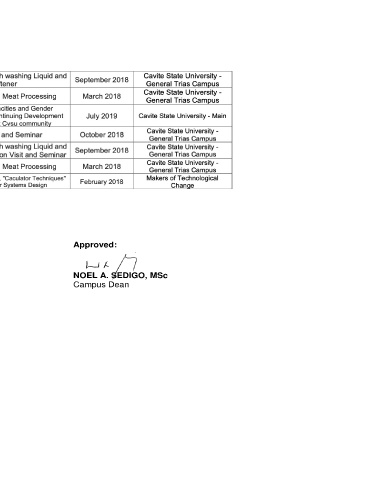 h washing Liquid and
tener
September 2018
Cavite State University -
General Trias Campus
Meat Processing
March 2018
Cavite State University -
General Trias Campus
acities and Gender
ntinuing Development
Cvsu community
July 2019
Cavite State University - Main
and Seminar
October 2018
Cavite State University -
General Trias Campus
h washing Liquid and
on Visit and Seminar
September 2018
Cavite State University -
General Trias Campus
Meat Processing
March 2018
Cavite State University -
General Trias Campus
"Caculator Techniques"
r Systems Design
February 2018
Makers of Technological
Change
Approved:
NOEL A. SEDIGO, MSc
Campus Dean